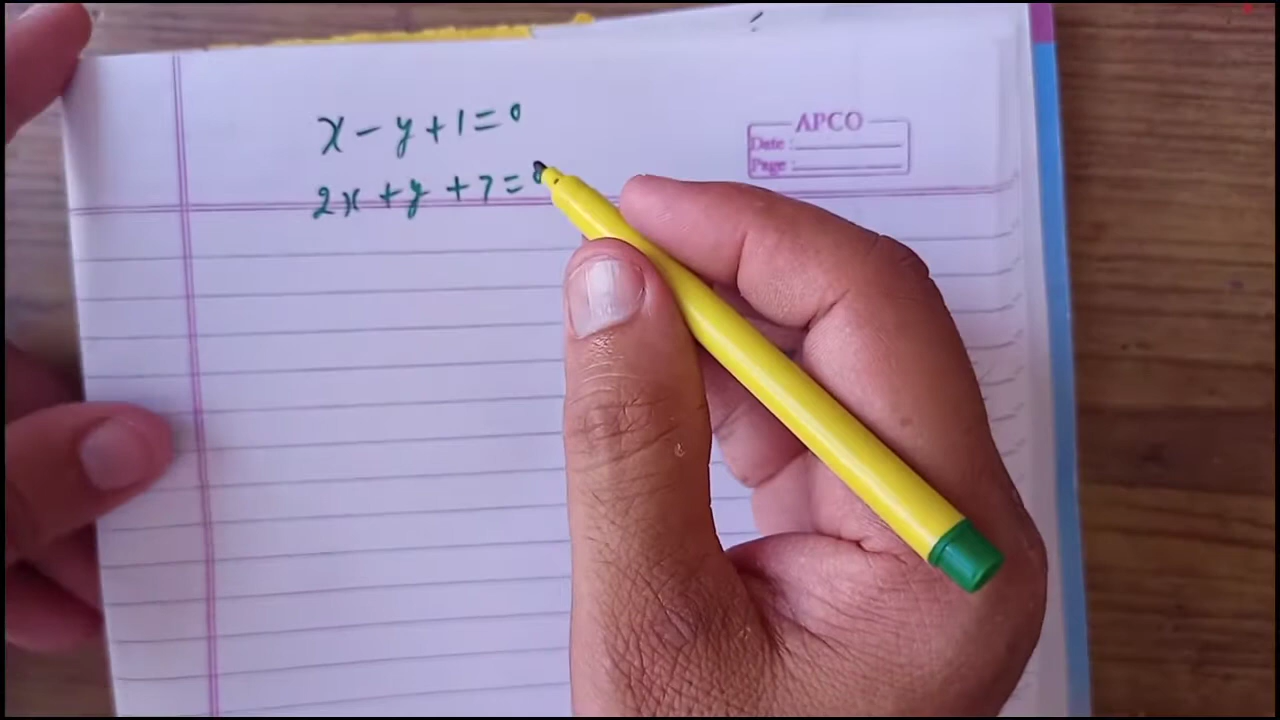 x - y + 1 = 0
2x + y + 7 = 0
APCO
Date :
Page :